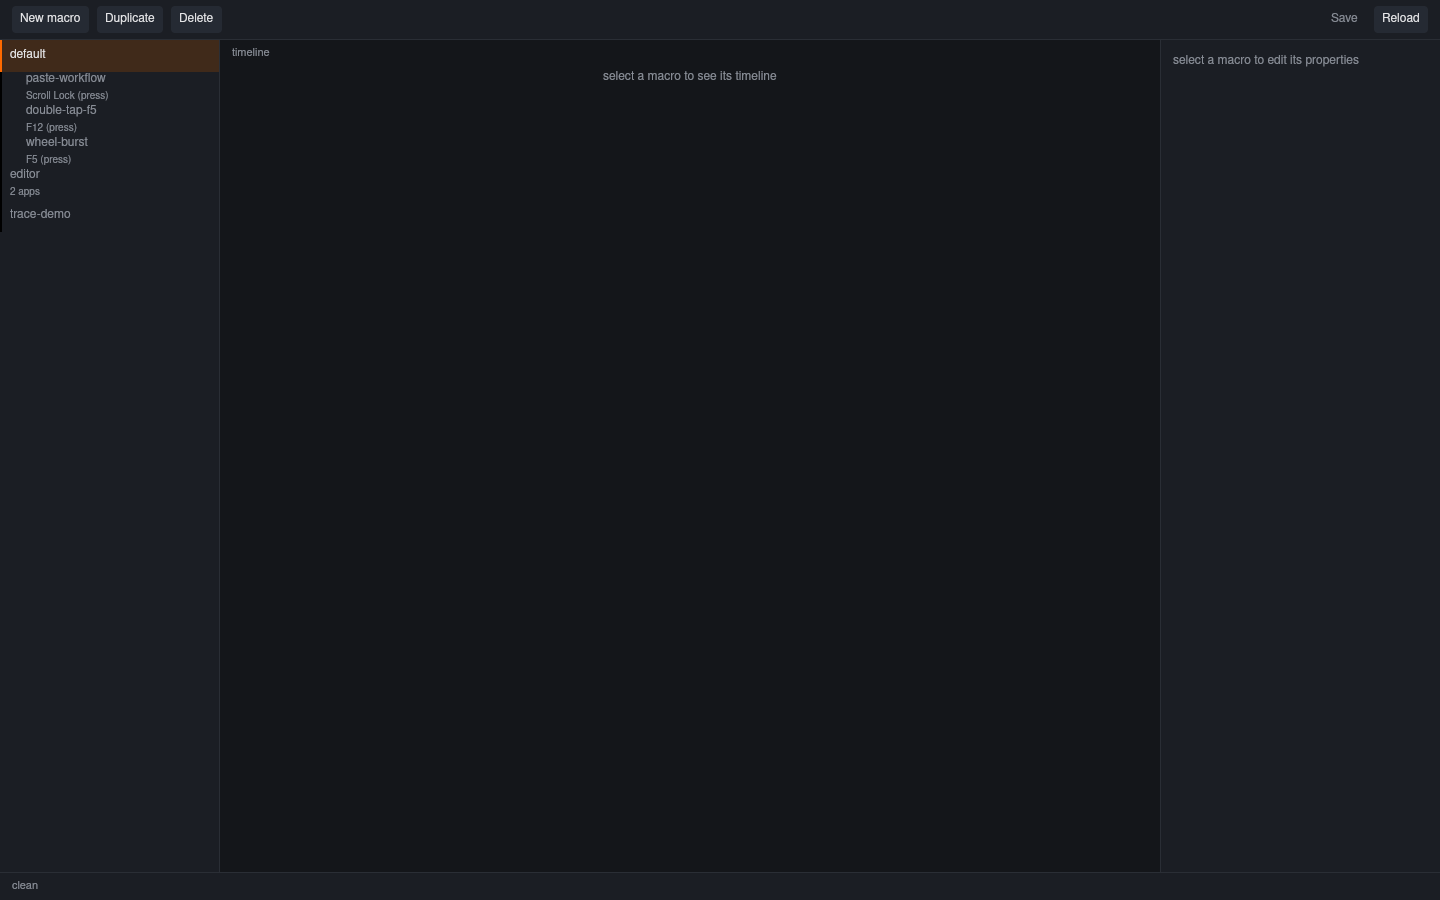 New macro Duplicate Delete Save Reload
default
paste-workflow
Scroll Lock (press)
double-tap-f5
F12 (press)
wheel-burst
F5 (press)
editor
2 apps
trace-demo
timeline
select a macro to see its timeline
select a macro to edit its properties
clean